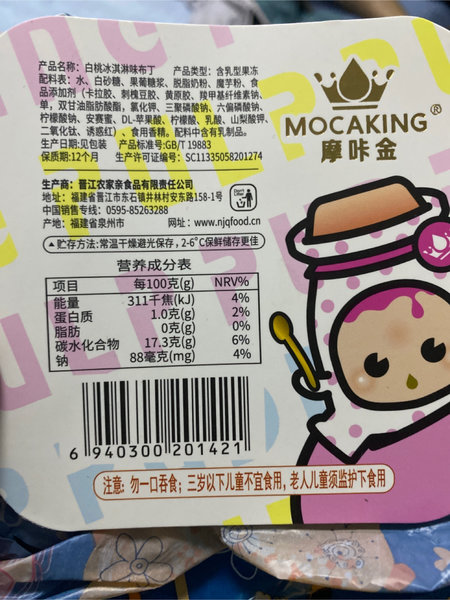 产品名称:白桃冰淇淋味布丁 产品类型:含乳型果冻
配料表:水、白砂糖、果葡糖浆、脱脂奶粉、魔芋粉、食
品添加剂(卡拉胶、刺槐豆胶、黄原胶、羧甲基纤维素钠、
单,双甘油脂肪酸酯,氯化钾、三聚磷酸钠、六偏磷酸钠、
柠檬酸钠、安赛蜜、DL-苹果酸、柠檬酸、乳酸、山梨酸钾、
二氧化钛、诱惑红)、食用香精。配料中含有乳制品。
生产日期:见包装 产品标准号:GB/T 19883
保质期:12个月 生产许可证编号:SC11335058201274
生产商:晋江农家亲食品有限责任公司
地址:福建省晋江市东石镇井林村安东路158-1号
中国销售专线:0595-85263288
产地:福建省泉州市 网址:www.njqfood.cn
▲贮存方法:常温干燥避光保存,2-6℃保鲜储存更佳
营养成分表
项目 每100克(g) NRV%
能量 311千焦(kJ) 4%
蛋白质 1.0克(g) 2%
脂肪 0克(g) 0%
碳水化合物 17.3克(g) 6%
钠 88毫克(mg) 4%
6 940300 201421
注意:勿一口吞食;三岁以下儿童不宜食用,老人儿童须监护下食用
MOCAKING®
摩咔金